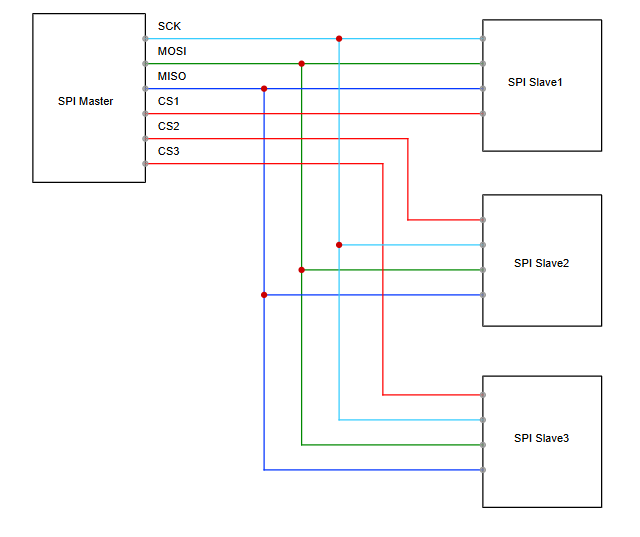 SCK
MOSI
MISO
CS1
CS2
CS3
SPI Master
SPI Slave1
SPI Slave2
SPI Slave3